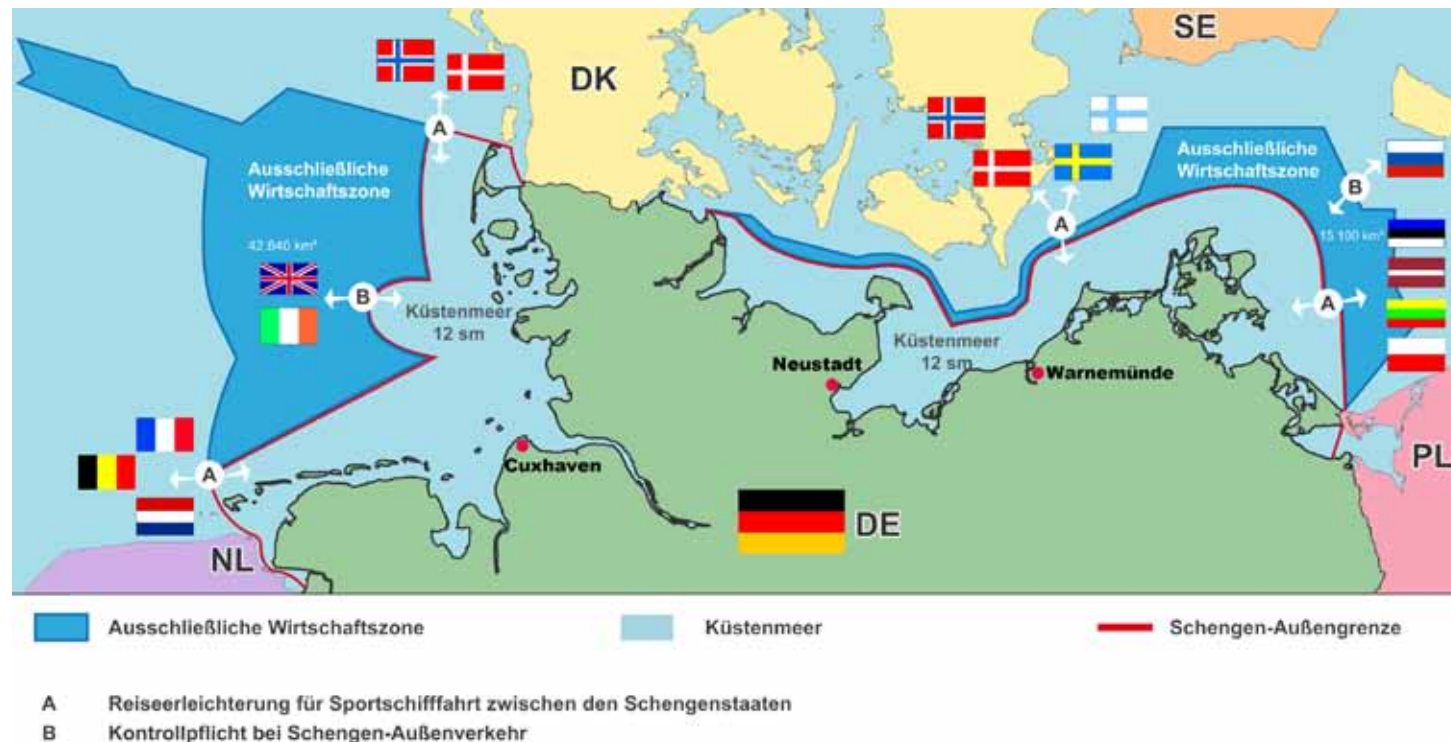 SE
DK
A
A
B
Ausschließliche
Wirtschaftszone
42.640 km²
B
Küstenmeer
12 sm
Ausschließliche
Wirtschaftszone
15 100 km²
A
A
Küstenmeer
12 sm
Neustadt
Warnemünde
Cuxhaven
DE
PL
NL
Ausschließliche Wirtschaftszone
Küstenmeer
Schengen-Außengrenze
A Reiseerleichterung für Sportschifffahrt zwischen den Schengenstaaten
B Kontrollpflicht bei Schengen-Außenverkehr